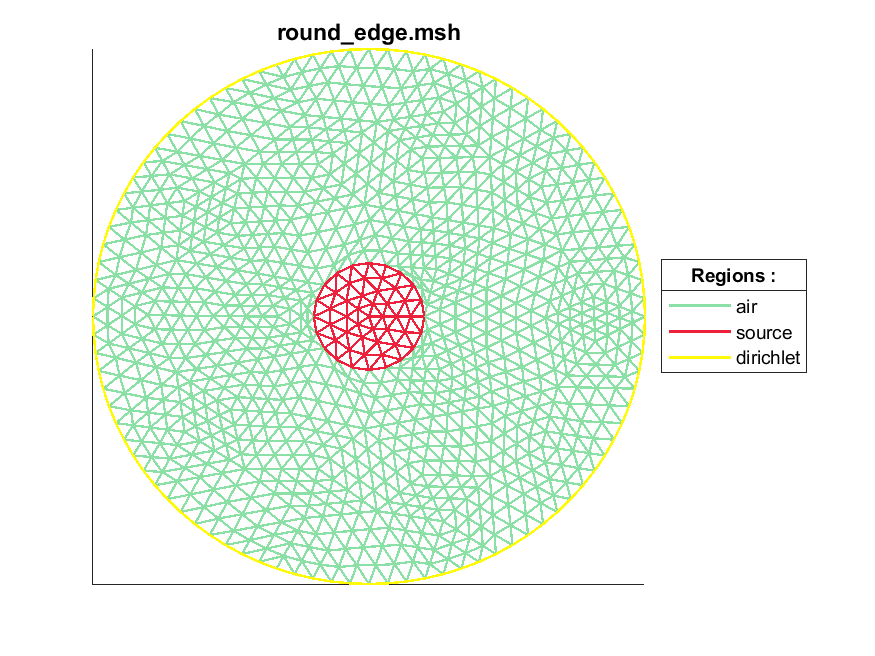 round_edge.msh
Regions :
air
source
dirichlet